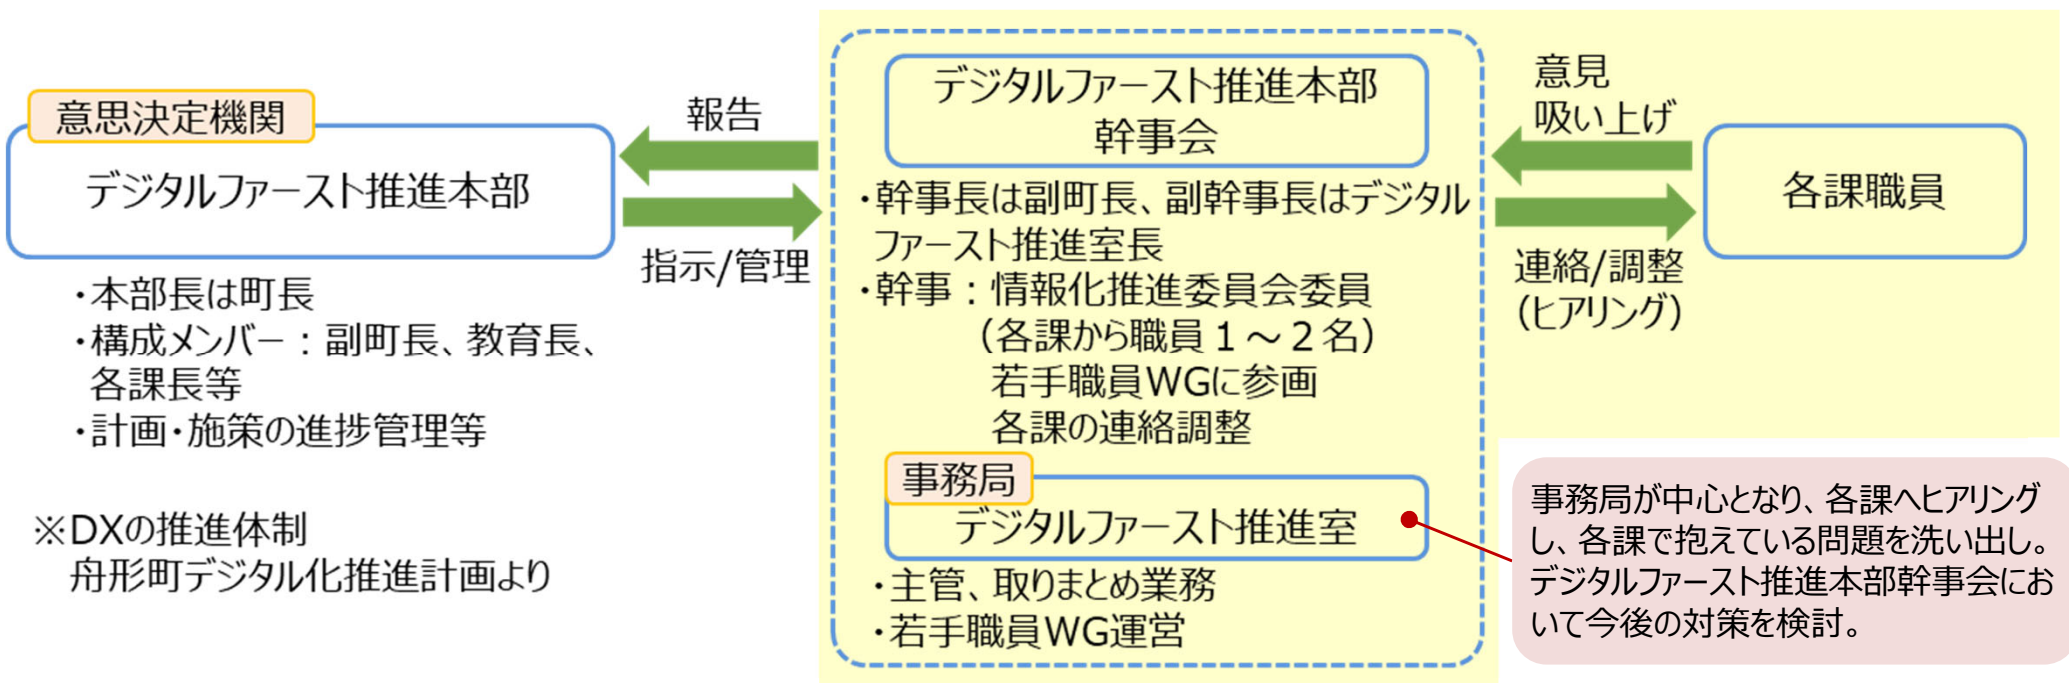 意思決定機関
デジタルファースト推進本部
・本部長は町長
・構成メンバー：副町長、教育長、
各課長等
・計画・施策の進捗管理等
※DXの推進体制
舟形町デジタル化推進計画より
報告
指示/管理
デジタルファースト推進本部
幹事会
・幹事長は副町長、副幹事長はデジタル
ファースト推進室長
・幹事：情報化推進委員会委員
（各課から職員１～２名）
若手職員WGに参画
各課の連絡調整
事務局
デジタルファースト推進室
・主管、取りまとめ業務
・若手職員WG運営
意見
吸い上げ
連絡/調整
（ヒアリング）
各課職員
事務局が中心となり、各課へヒアリング
し、各課で抱えている問題を洗い出し。
デジタルファースト推進本部幹事会にお
いて今後の対策を検討。